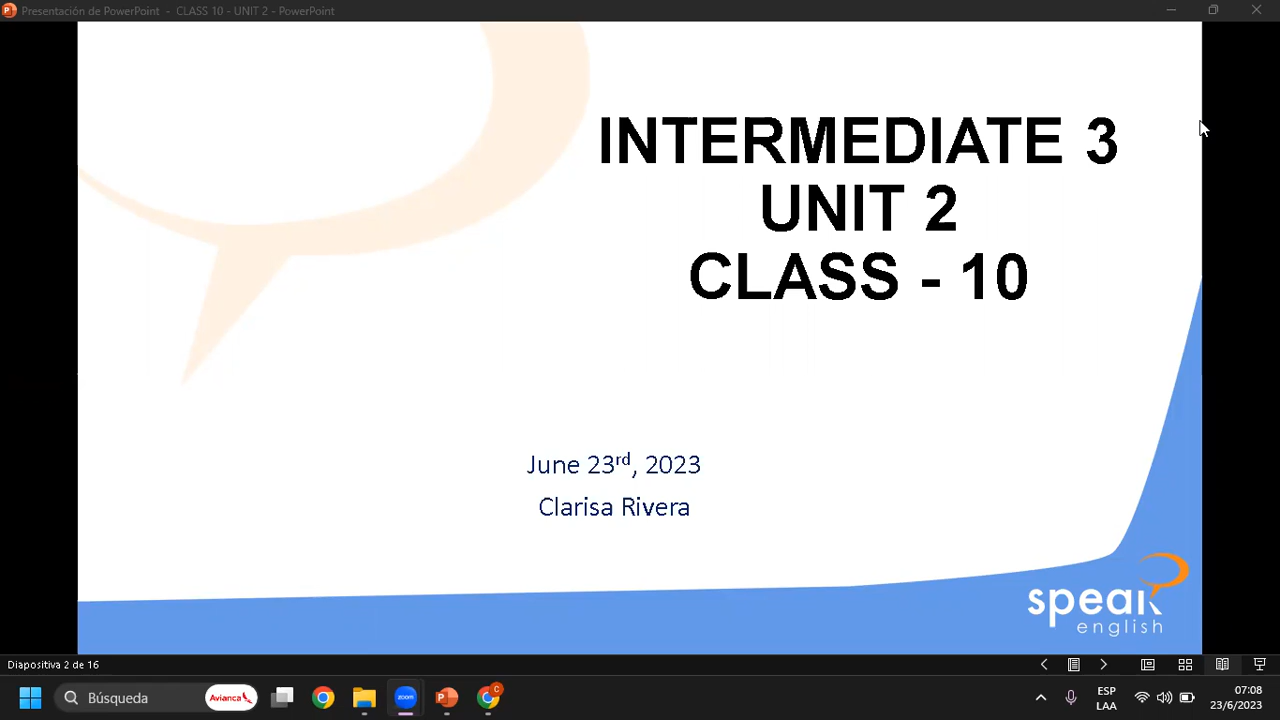 Presentación de PowerPoint - CLASS 10 - UNIT 2 - PowerPoint
INTERMEDIATE 3
UNIT 2
CLASS - 10
June 23rd, 2023
Clarisa Rivera
speak
english
Diapositiva 2 de 16
Búsqueda
Avianca
zoom
C
ESP
LAA
07:08
23/6/2023